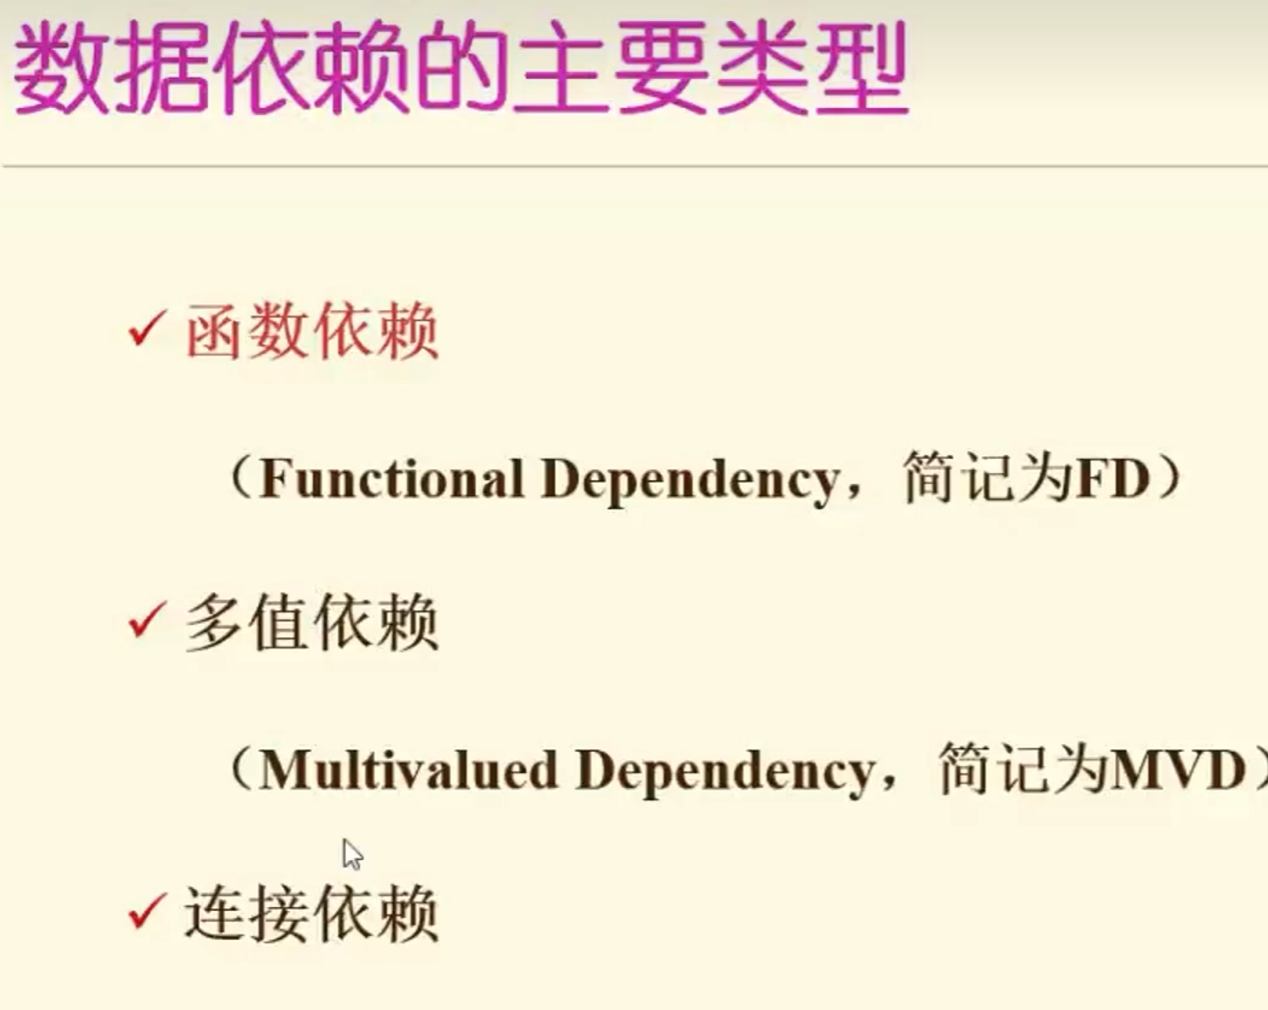 数据依赖的主要类型
✓ 函数依赖
（Functional Dependency，简记为FD）
✓ 多值依赖
（Multivalued Dependency，简记为MVD）
✓ 连接依赖